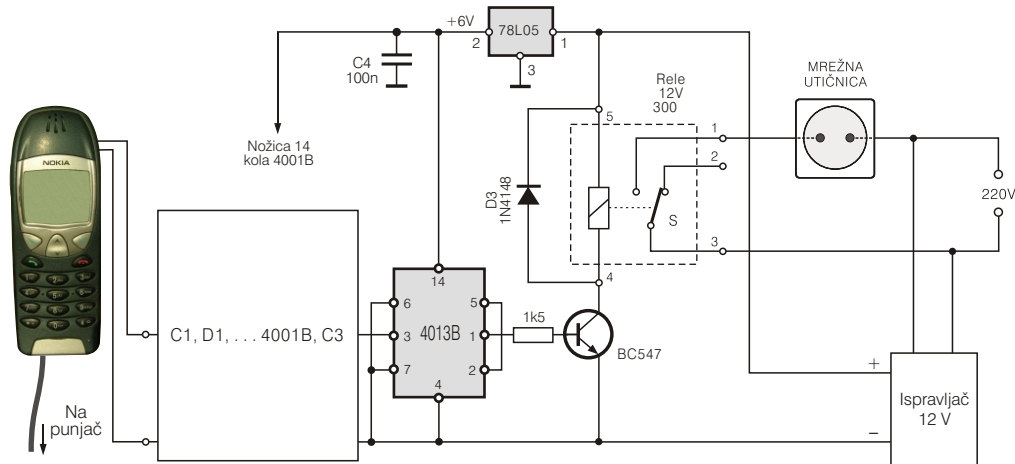 +6V
2
78L05
1
3
C4
100n
Nožica 14
kola 4001B
NOKIA
Rele
12V
300
MREŽNA
UTIČNICA
5
1
2
3
S
4
D3
1N4148
220V
C1, D1, . . . 4001B, C3
14
6
5
3
4013B
1
7
2
4
1k5
BC547
+
−
Ispravljač
12 V
Na
punjač